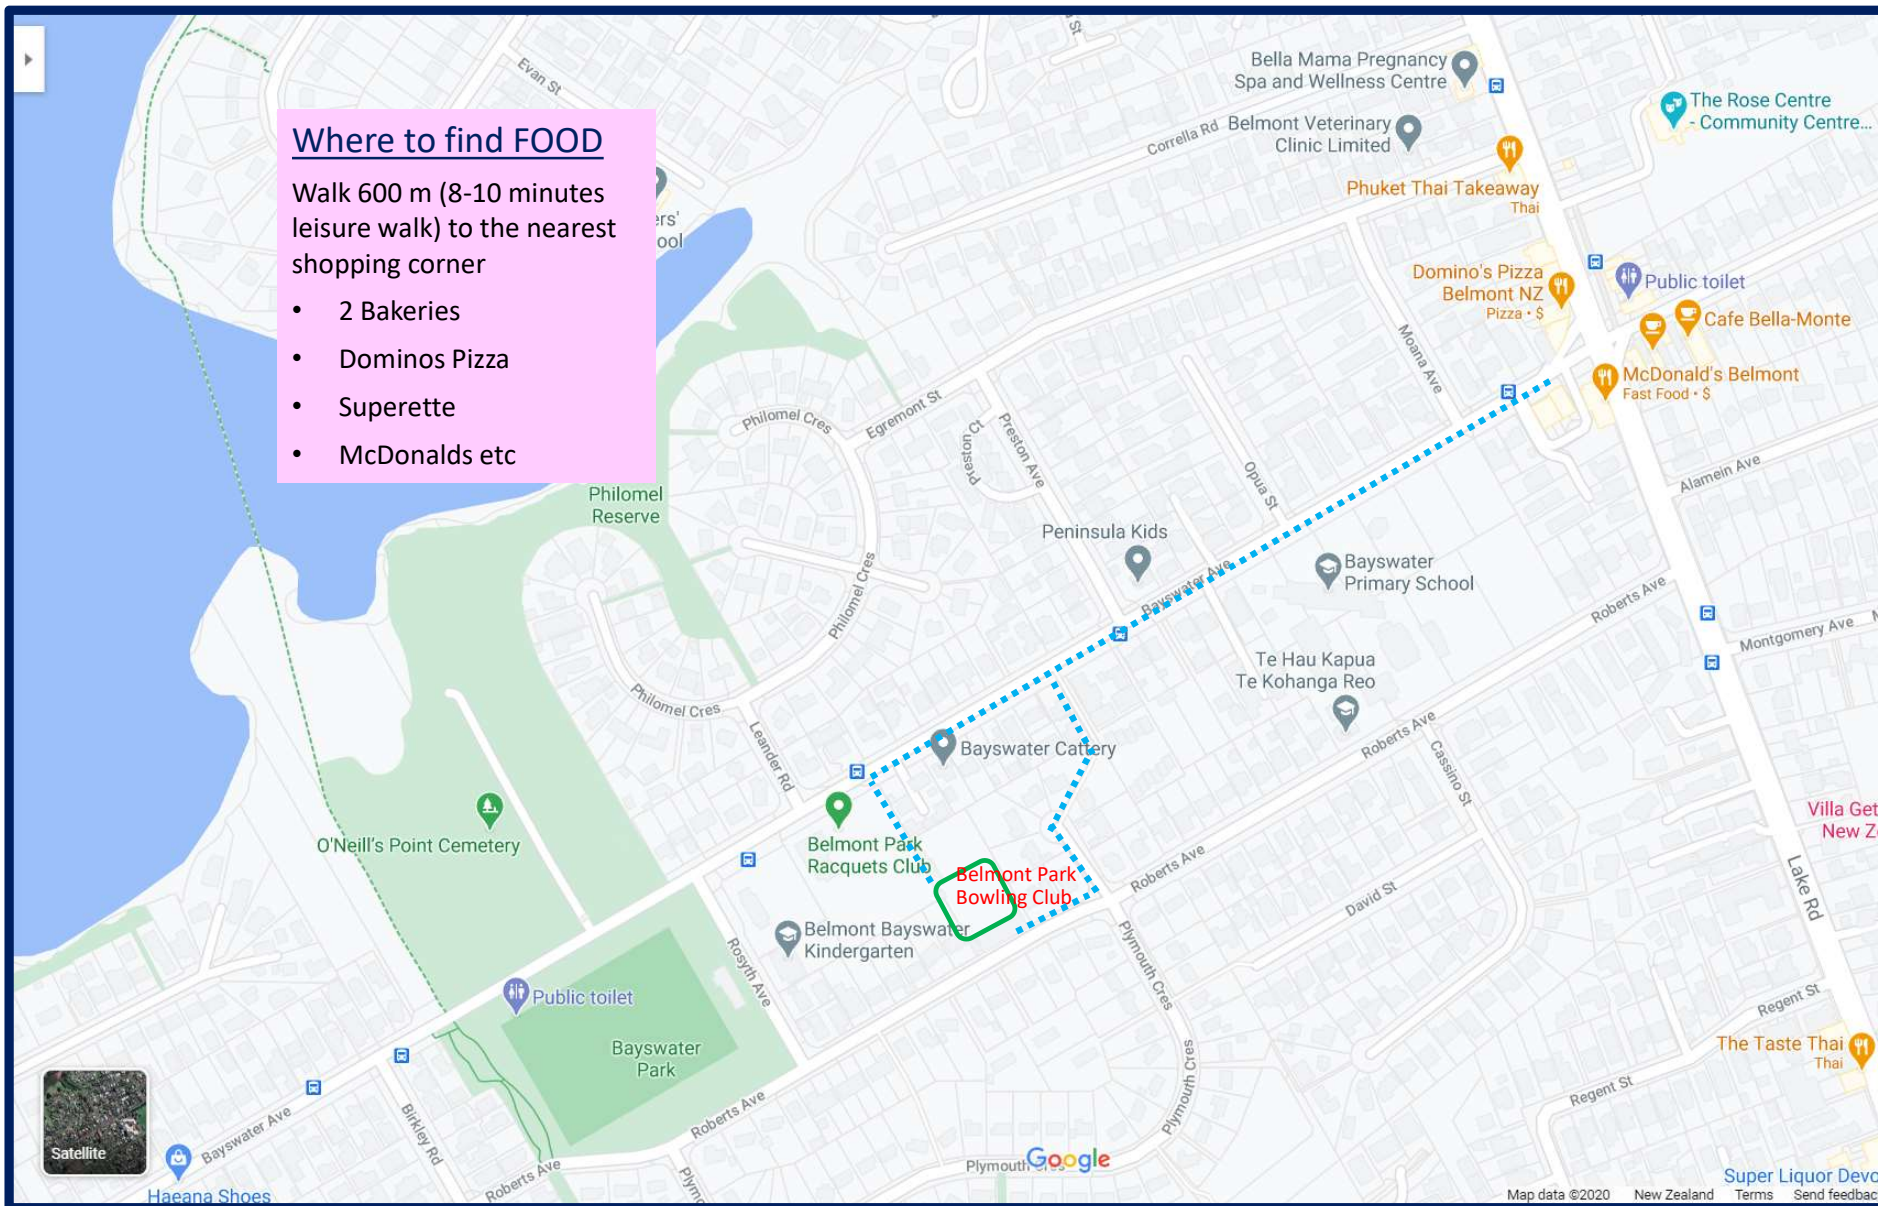 Where to find FOOD
Walk 600 m (8-10 minutes
leisure walk) to the nearest
shopping corner
• 2 Bakeries
• Dominos Pizza
• Superette
• McDonalds etc
Evan St
St
ers'
ool
Bella Mama Pregnancy
Spa and Wellness Centre
The Rose Centre
- Community Centre...
Corrella Rd
Belmont Veterinary
Clinic Limited
Phuket Thai Takeaway
Thai
Domino's Pizza
Belmont NZ
Pizza • $
Public toilet
Cafe Bella-Monte
McDonald's Belmont
Fast Food • $
Moana Ave
Egremont St
Philomel Cres
Preston Ct
Preston Ave
Opua St
Alamein Ave
Philomel
Reserve
Peninsula Kids
Bayswater Ave
Bayswater
Primary School
Roberts Ave
Philomel Cres
Montgomery Ave
Te Hau Kapua
Te Kohanga Reo
Philomel Cres
Leander Rd
Bayswater Cattery
Roberts Ave
Cassino St
O'Neill's Point Cemetery
Belmont Park
Racquets Club
Villa Get
New Z
Belmont Park
Bowling Club
Roberts Ave
David St
Lake Rd
Belmont Bayswater
Kindergarten
Rosyth Ave
Plymouth Cres
Public toilet
Regent St
Bayswater
Park
The Taste Thai
Thai
Plymouth Cres
Regent St
Satellite
Bayswater Ave
Birkley Rd
Roberts Ave
Haeana Shoes
Roberts Ave
Plym
Plymouth Cres
Google
Super Liquor Devo
Map data ©2020 New Zealand Terms Send feedbac